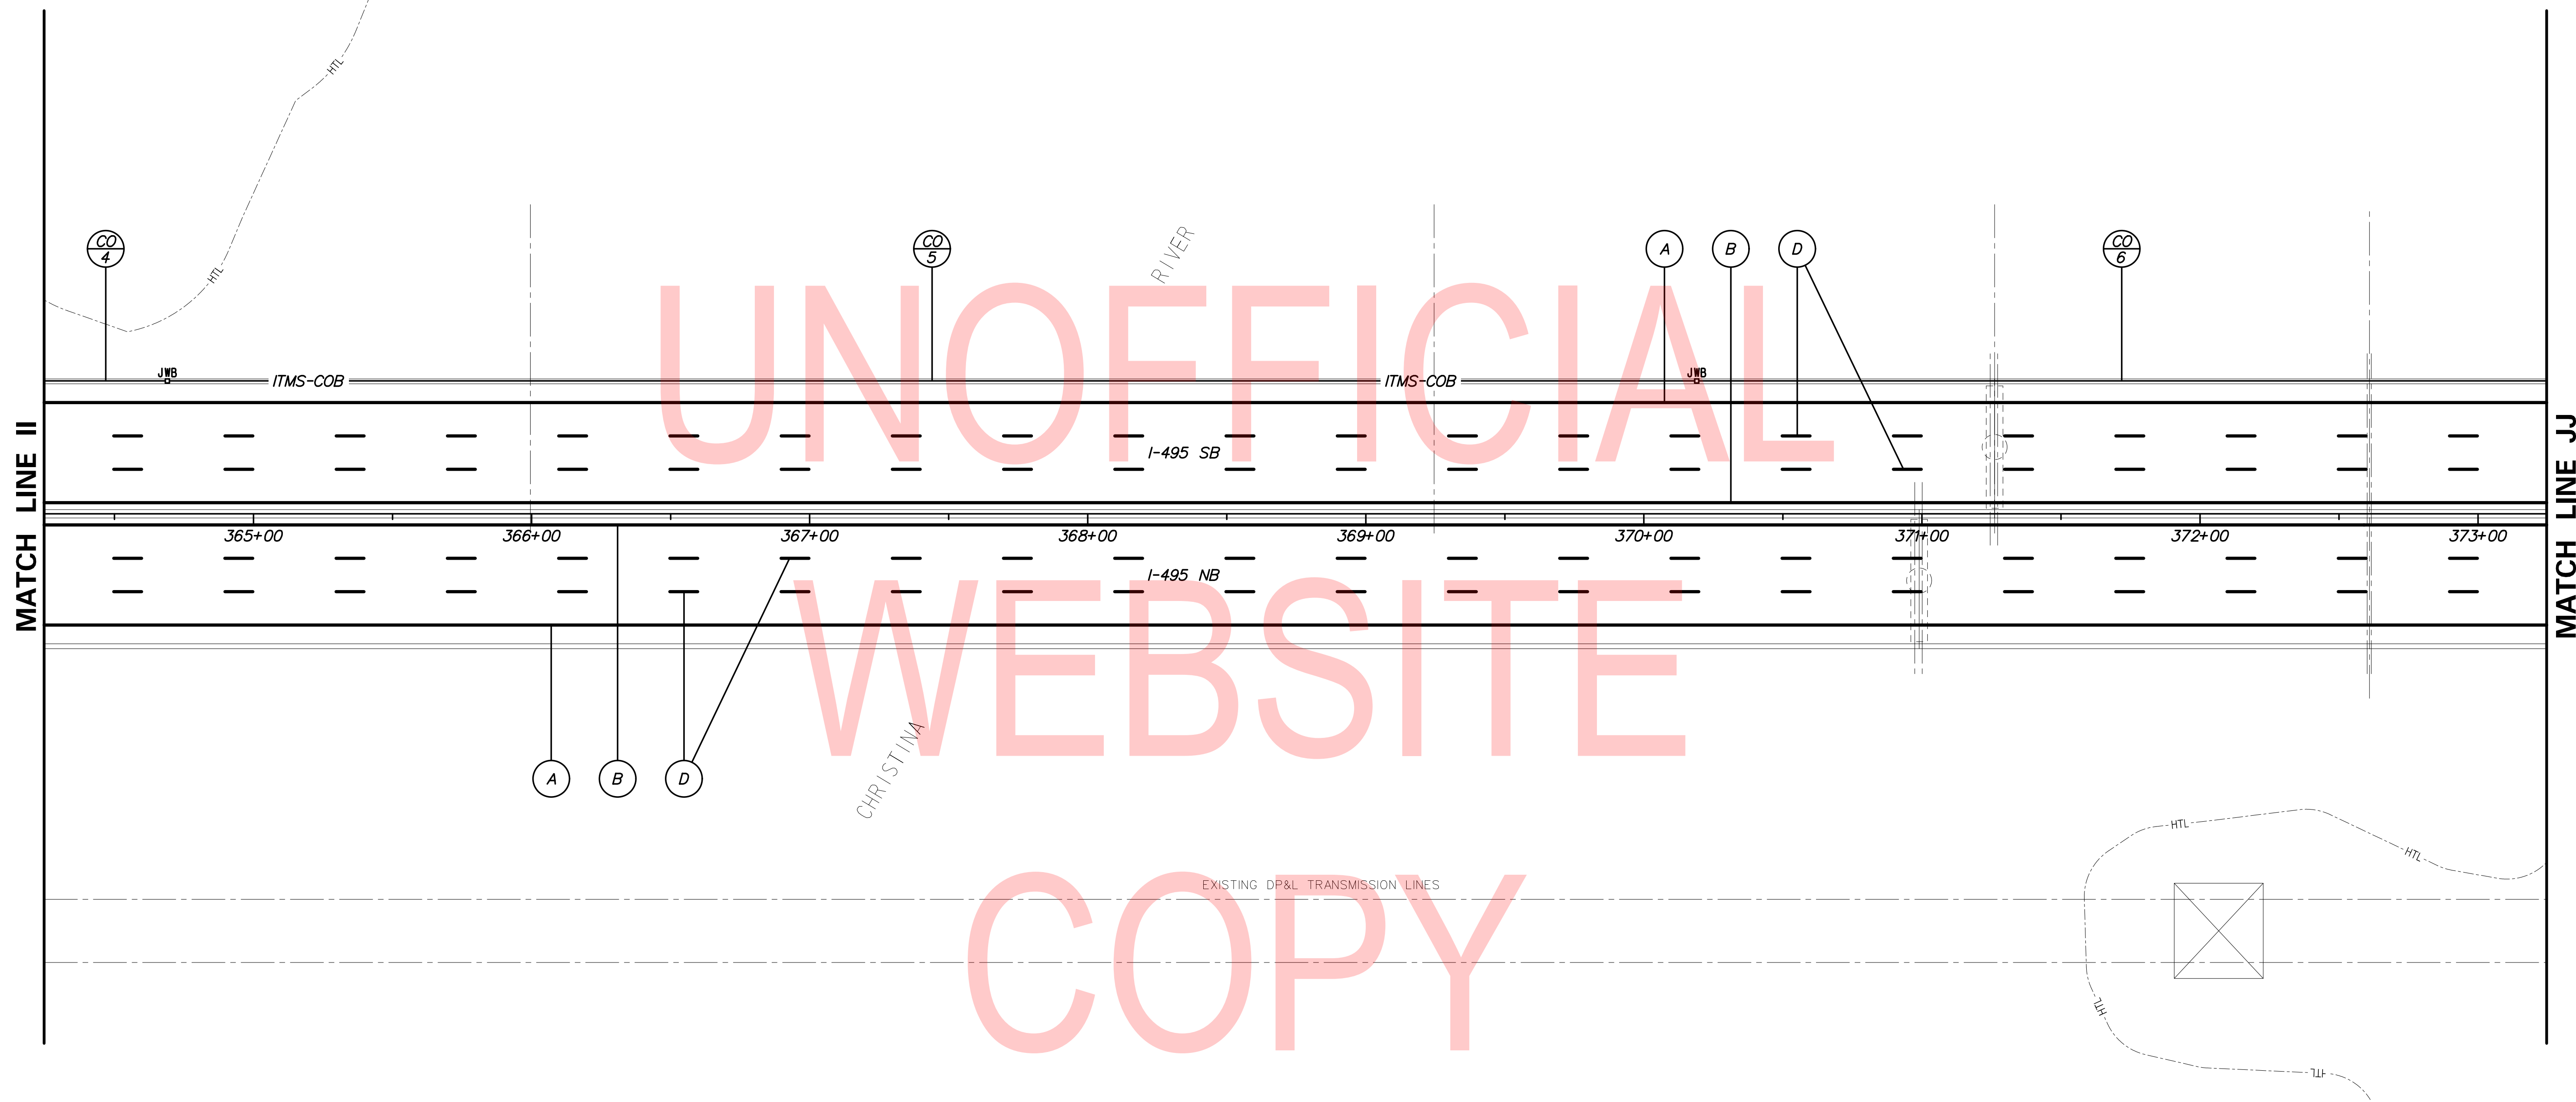 HTL
HTL
CO
4
CO
5
RIVER
A
B
D
CO
6
UNOFFICIAL
JWB
ITMS-COB
ITMS-COB
JWB
MATCH LINE II
MATCH LINE JJ
I-495 SB
365+00
366+00
367+00
368+00
369+00
370+00
371+00
372+00
373+00
I-495 NB
WEBSITE
A
B
D
CHRISTINA
HTL
HTL
EXISTING DP&L TRANSMISSION LINES
COPY
HTL
HTL